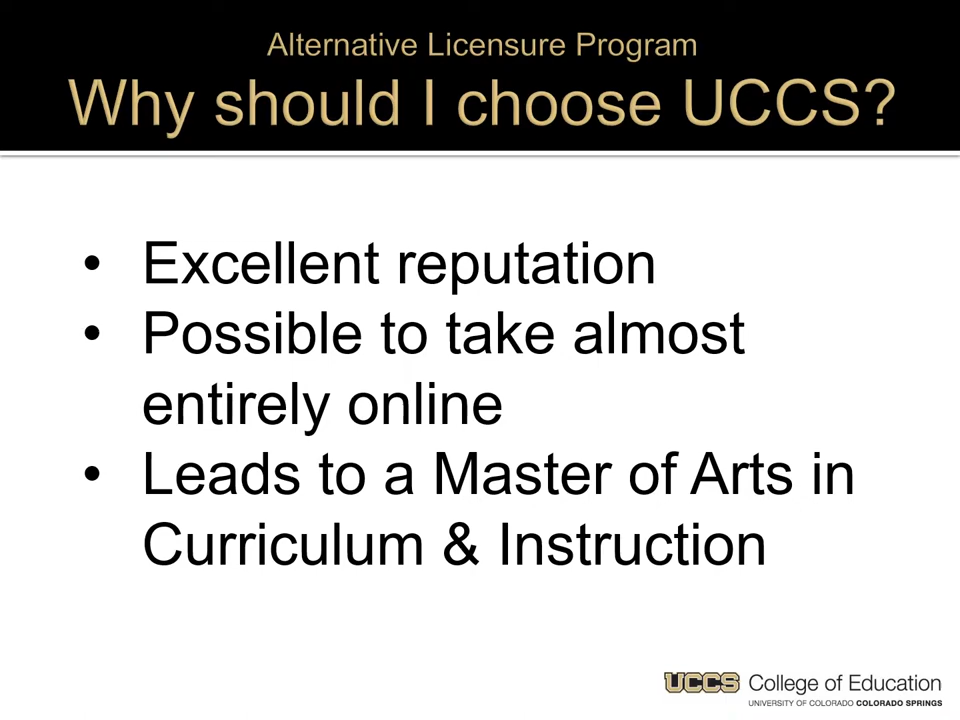 Alternative Licensure Program
Why should I choose UCCS?
• Excellent reputation
• Possible to take almost
entirely online
• Leads to a Master of Arts in
Curriculum & Instruction
UCCS College of Education
UNIVERSITY OF COLORADO COLORADO SPRINGS